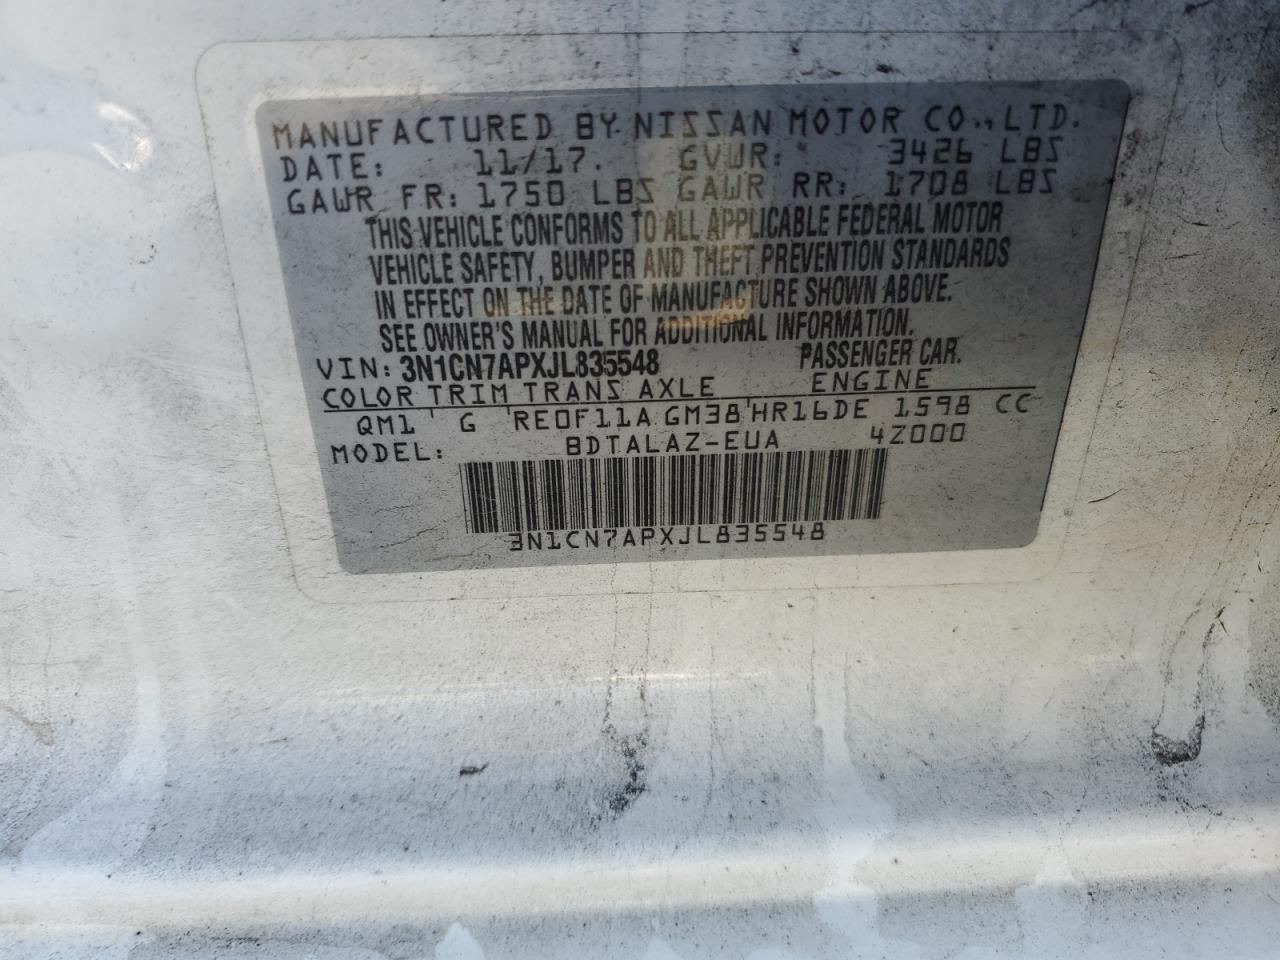 MANUFACTURED BY NISSAN MOTOR CO., LTD.
DATE: 11/17. GVWR: 3426 LBS
GAWR FR: 1750 LBS GAWR RR: 1708 LBS
THIS VEHICLE CONFORMS TO ALL APPLICABLE FEDERAL MOTOR
VEHICLE SAFETY, BUMPER AND THEFT PREVENTION STANDARDS
IN EFFECT ON THE DATE OF MANUFACTURE SHOWN ABOVE.
SEE OWNER'S MANUAL FOR ADDITIONAL INFORMATION.
VIN: 3N1CN7APXJL835548 PASSENGER CAR.
COLOR TRIM TRANS AXLE ENGINE
QM1 G RE0F11A GM38 HR16DE 1598 CC
MODEL: BDTALAZ-EUA 4Z000
3N1CN7APXJL835548